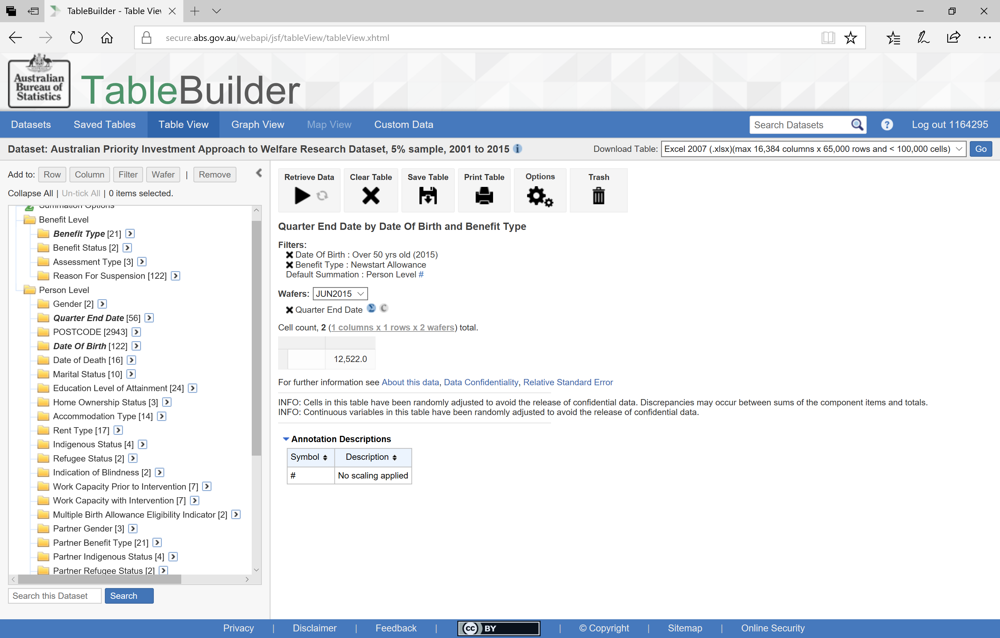 TableBuilder - Table Viev
secure.abs.gov.au/webapi/jsf/tableView/tableView.xhtml
Australian
Bureau of
Statistics
TableBuilder
Datasets Saved Tables Table View Graph View Map View Custom Data Search Datasets ? Log out 1164295
Dataset: Australian Priority Investment Approach to Welfare Research Dataset, 5% sample, 2001 to 2015 i Download Table: Excel 2007 (.xlsx)(max 16,384 columns x 65,000 rows and < 100,000 cells) Go
Add to: Row Column Filter Wafer | Remove
Collapse All | Un-tick All | 0 items selected.
Summation Options
Benefit Level
Benefit Type [21]
Benefit Status [2]
Assessment Type [3]
Reason For Suspension [122]
Person Level
Gender [2]
Quarter End Date [56]
POSTCODE [2943]
Date Of Birth [122]
Date of Death [16]
Marital Status [10]
Education Level of Attainment [24]
Home Ownership Status [3]
Accommodation Type [14]
Rent Type [17]
Indigenous Status [4]
Refugee Status [2]
Indication of Blindness [2]
Work Capacity Prior to Intervention [7]
Work Capacity with Intervention [7]
Multiple Birth Allowance Eligibility Indicator [2]
Partner Gender [3]
Partner Benefit Type [21]
Partner Indigenous Status [4]
Partner Refugee Status [2]
Search this Dataset Search
Retrieve Data Clear Table Save Table Print Table Options Trash
Quarter End Date by Date Of Birth and Benefit Type
Filters:
Date Of Birth : Over 50 yrs old (2015)
Benefit Type : Newstart Allowance
Default Summation : Person Level #
Wafers: JUN2015
Quarter End Date Σ C
Cell count, 2 (1 columns x 1 rows x 2 wafers) total.
12,522.0
For further information see About this data, Data Confidentiality, Relative Standard Error
INFO: Cells in this table have been randomly adjusted to avoid the release of confidential data. Discrepancies may occur between sums of the component items and totals.
INFO: Continuous variables in this table have been randomly adjusted to avoid the release of confidential data.
Annotation Descriptions
Symbol Description
# No scaling applied
Privacy | Disclaimer | Feedback | cc BY | © Copyright | Sitemap | Online Security